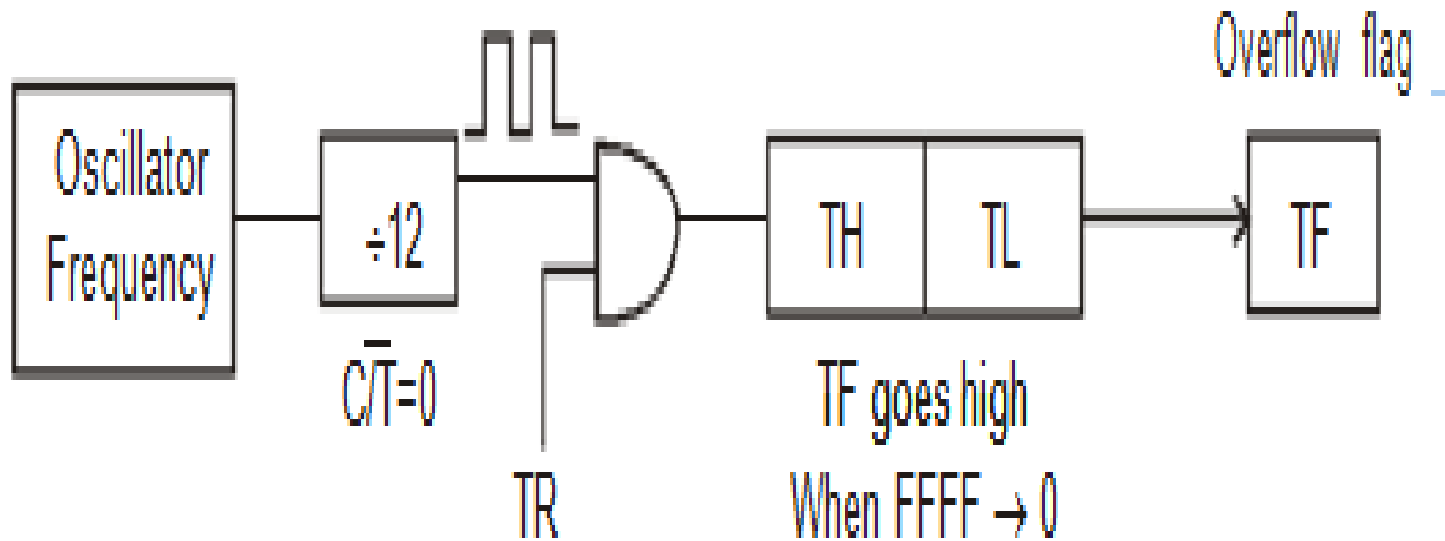 Overflow flag
Oscillator
Frequency
÷12
TH
TL
TF
C/T̅=0
TR
TF goes high
When FFFF → 0